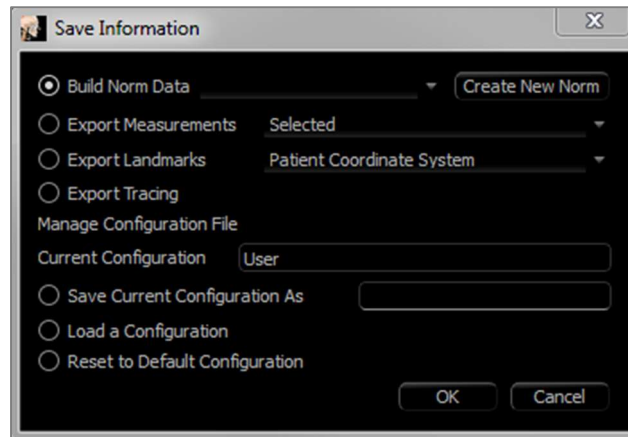 Save Information
Build Norm Data Create New Norm
Export Measurements Selected
Export Landmarks Patient Coordinate System
Export Tracing
Manage Configuration File
Current Configuration User
Save Current Configuration As
Load a Configuration
Reset to Default Configuration
OK Cancel